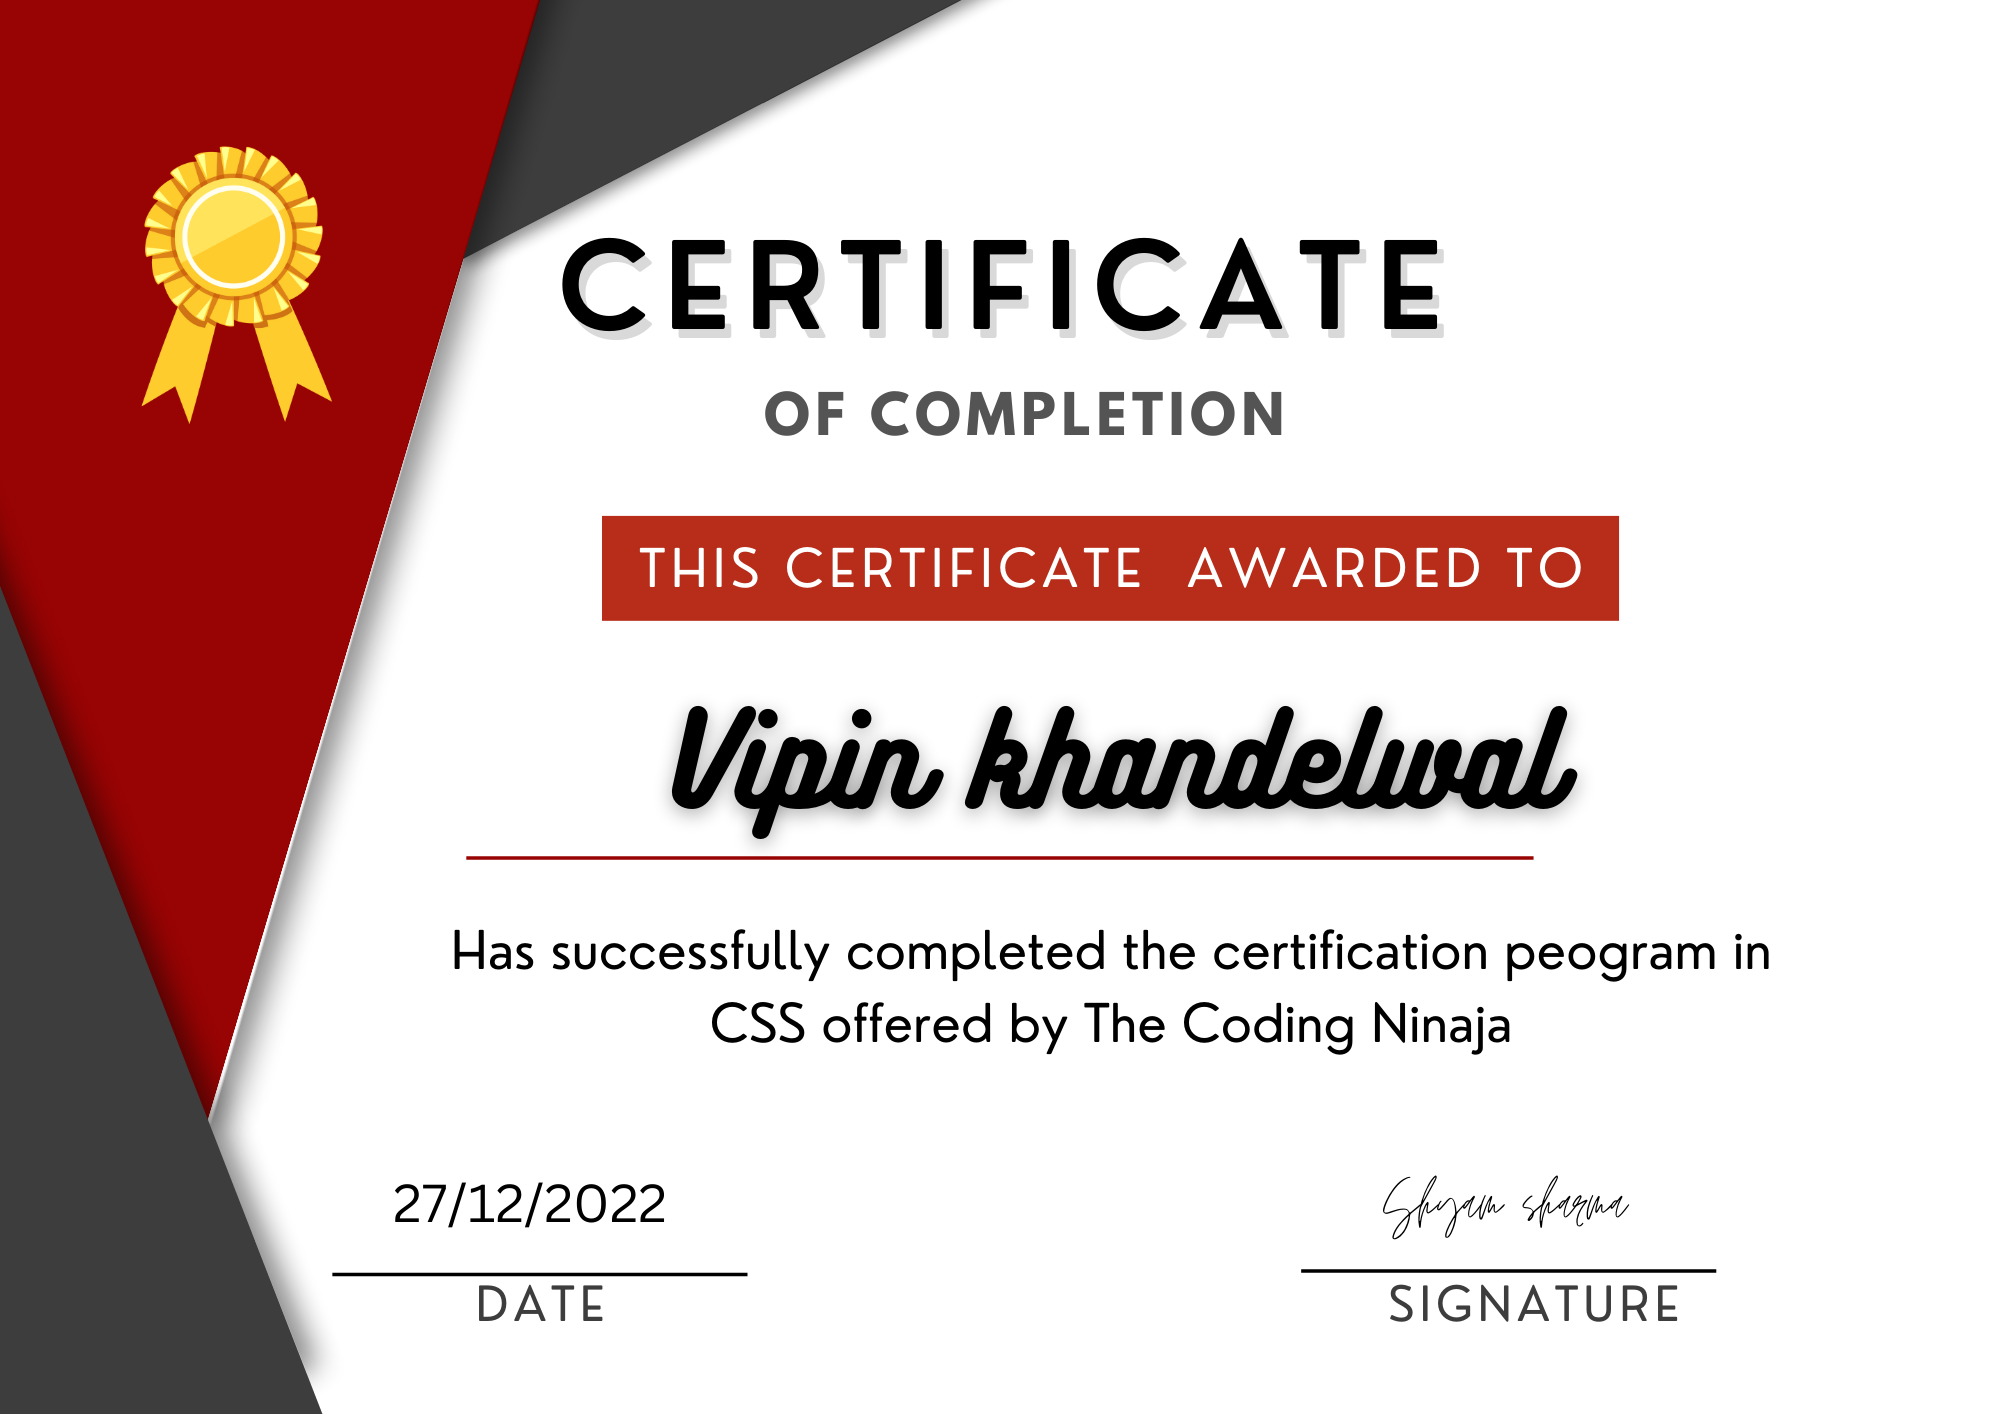 CERTIFICATE
OF COMPLETION
THIS CERTIFICATE AWARDED TO
Vipin khandelwal
Has successfully completed the certification peogram in
CSS offered by The Coding Ninaja
27/12/2022
DATE
Shyam sharma
SIGNATURE